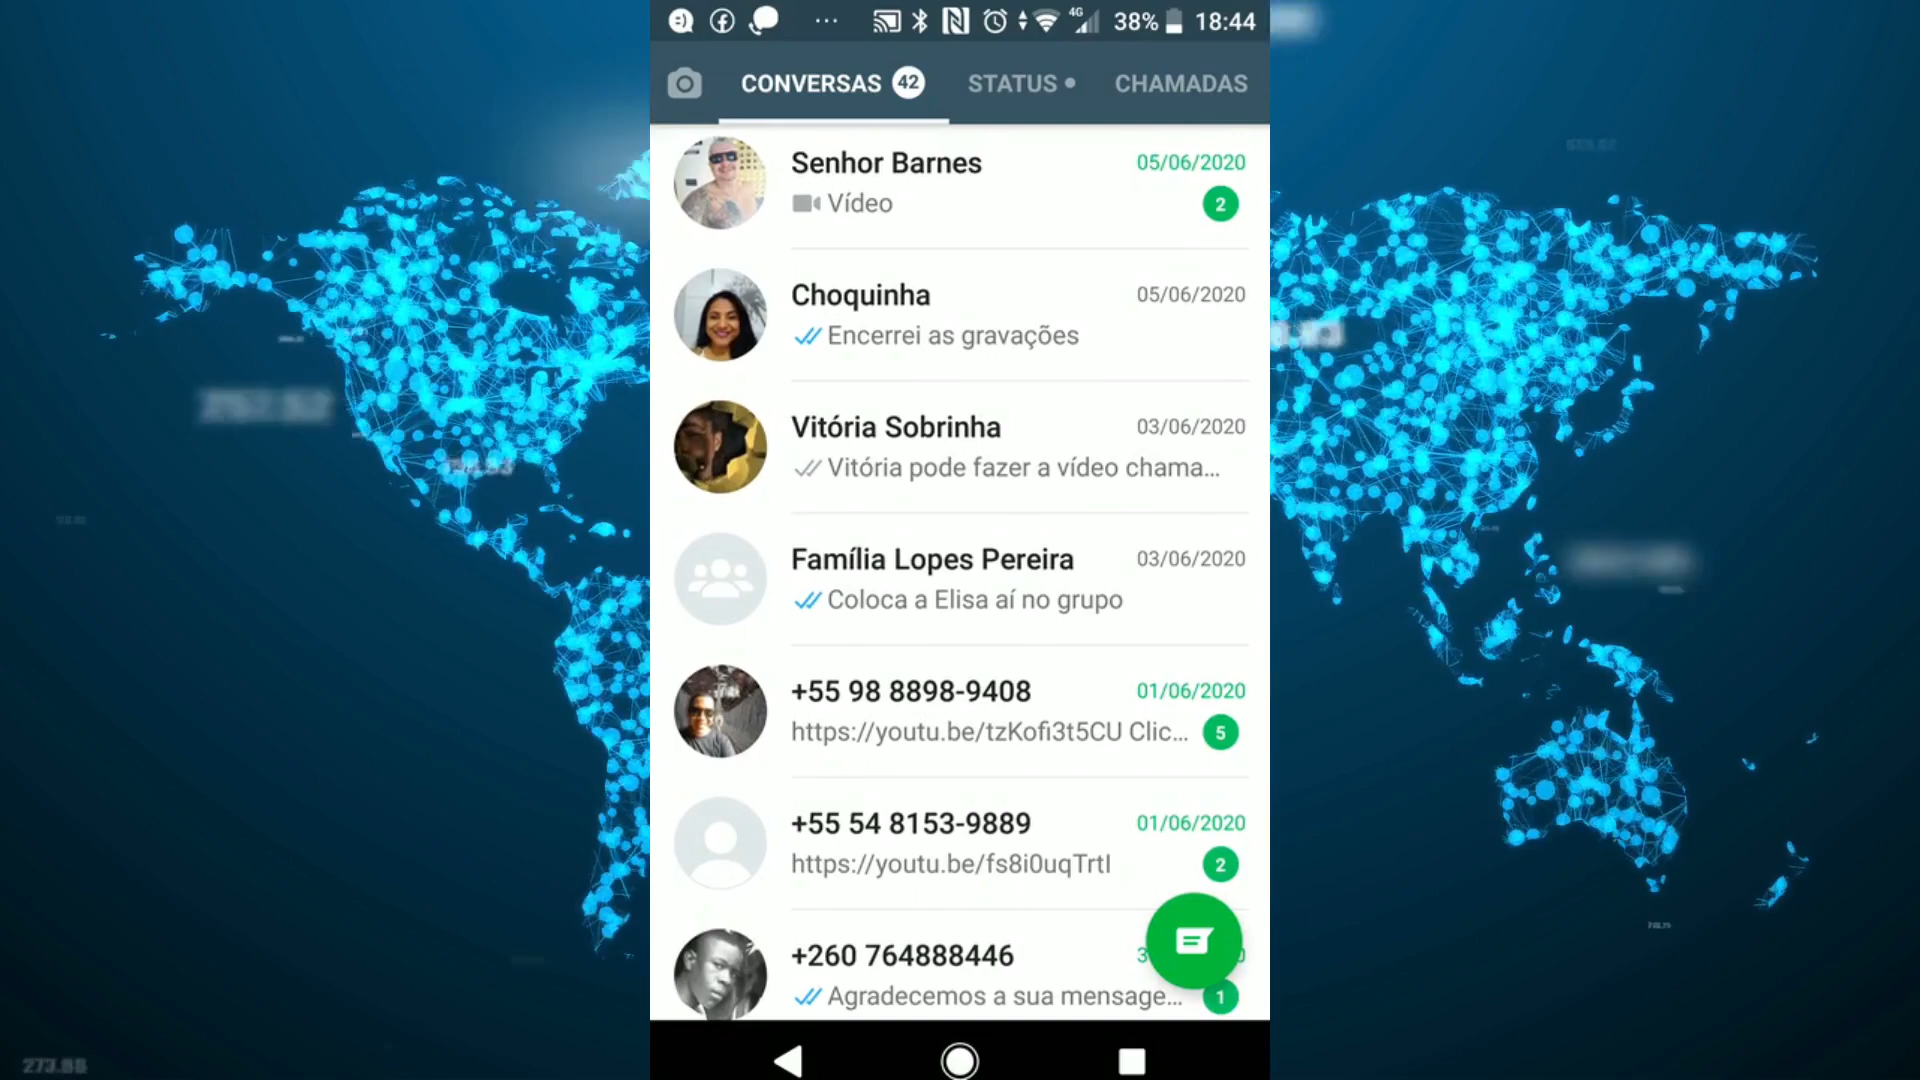 4G 38% 18:44
CONVERSAS 42 STATUS • CHAMADAS
Senhor Barnes 05/06/2020
Vídeo 2
Choquinha 05/06/2020
Encerrei as gravações
Vitória Sobrinha 03/06/2020
Vitória pode fazer a vídeo chama...
Família Lopes Pereira 03/06/2020
Coloca a Elisa aí no grupo
+55 98 8898-9408 01/06/2020
https://youtu.be/tzKofi3t5CU Clic... 5
+55 54 8153-9889 01/06/2020
https://youtu.be/fs8i0uqTrtI 2
+260 764888446
Agradecemos a sua mensage... 1